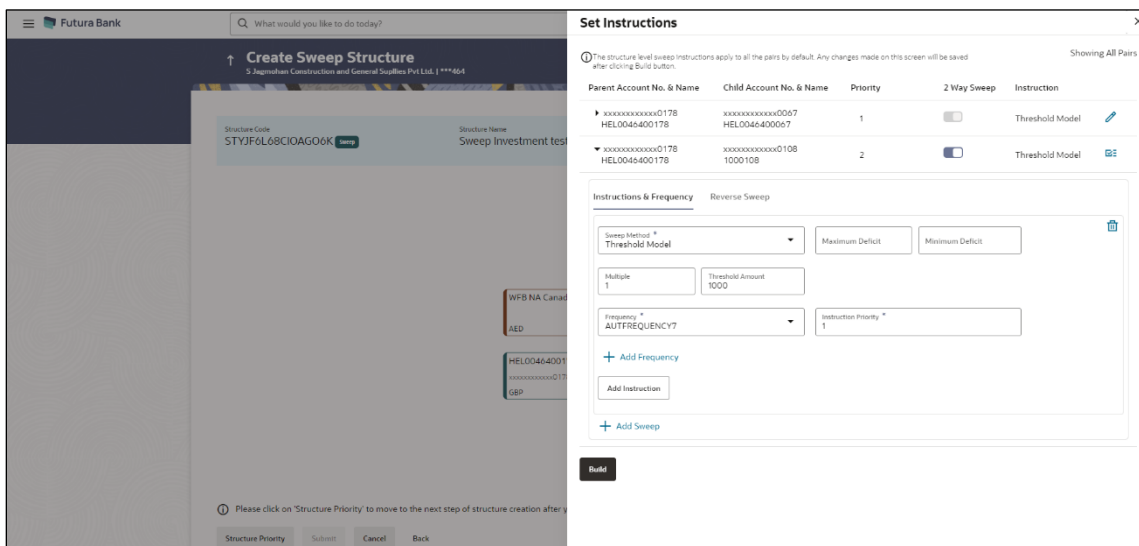 Futura Bank
What would you like to do today?
Create Sweep Structure
S Jagmohan Construction and General Supllies Pvt Ltd. | ***464
Structure Code
STYJF6L68CIOAGO6K Sweep
Structure Name
Sweep Investment test
WFB NA Canad
AED
HEL00464001
xxxxxxxxxxxx017
GBP
Please click on 'Structure Priority' to move to the next step of structure creation after y
Structure Priority Submit Cancel Back
Set Instructions
The structure level sweep instructions apply to all the pairs by default. Any changes made on this screen will be saved
after clicking Build button.
Showing All Pairs
Parent Account No. & Name Child Account No. & Name Priority 2 Way Sweep Instruction
xxxxxxxxxxxx0178 xxxxxxxxxxxx0067 1 Threshold Model
HEL0046400178 HEL0046400067
xxxxxxxxxxxx0178 xxxxxxxxxxxx0108 2 Threshold Model
HEL0046400178 1000108
Instructions & Frequency Reverse Sweep
Sweep Method *
Threshold Model
Maximum Deficit
Minimum Deficit
Multiple
1
Threshold Amount
1000
Frequency *
AUTFREQUENCY7
Instruction Priority *
1
+ Add Frequency
Add Instruction
+ Add Sweep
Build